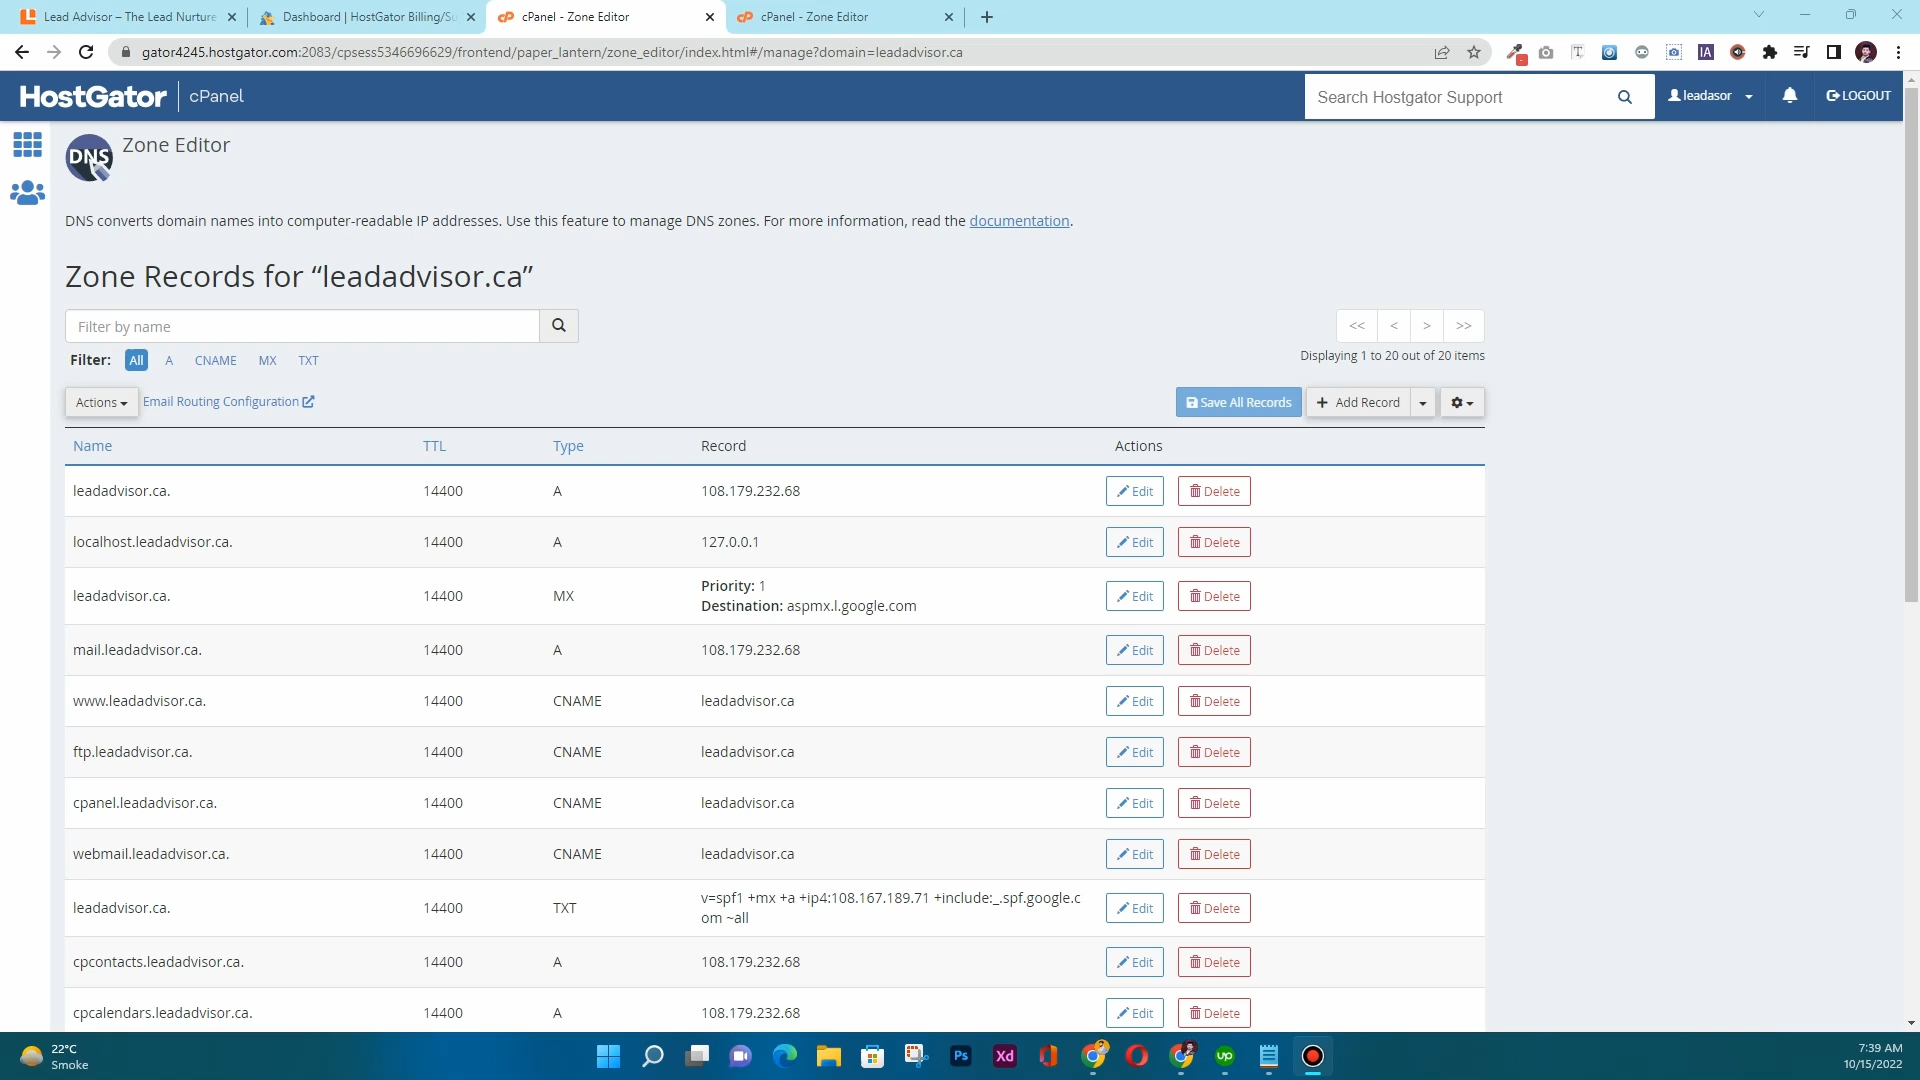 Lead Advisor – The Lead Nurture
Dashboard | HostGator Billing/Su
cPanel - Zone Editor
cPanel - Zone Editor
gator4245.hostgator.com:2083/cpsess5346696629/frontend/paper_lantern/zone_editor/index.html#/manage?domain=leadadvisor.ca
HostGator cPanel
Search Hostgator Support
leadasor
LOGOUT
DNS
Zone Editor
DNS converts domain names into computer-readable IP addresses. Use this feature to manage DNS zones. For more information, read the documentation.
Zone Records for “leadadvisor.ca”
Filter by name
<< < > >>
Displaying 1 to 20 out of 20 items
Filter: All A CNAME MX TXT
Actions Email Routing Configuration
Save All Records + Add Record
Name TTL Type Record Actions
leadadvisor.ca. 14400 A 108.179.232.68 Edit Delete
localhost.leadadvisor.ca. 14400 A 127.0.0.1 Edit Delete
leadadvisor.ca. 14400 MX Priority: 1
Destination: aspmx.l.google.com Edit Delete
mail.leadadvisor.ca. 14400 A 108.179.232.68 Edit Delete
www.leadadvisor.ca. 14400 CNAME leadadvisor.ca Edit Delete
ftp.leadadvisor.ca. 14400 CNAME leadadvisor.ca Edit Delete
cpanel.leadadvisor.ca. 14400 CNAME leadadvisor.ca Edit Delete
webmail.leadadvisor.ca. 14400 CNAME leadadvisor.ca Edit Delete
leadadvisor.ca. 14400 TXT v=spf1 +mx +a +ip4:108.167.189.71 +include:_.spf.google.c
om ~all Edit Delete
cpcontacts.leadadvisor.ca. 14400 A 108.179.232.68 Edit Delete
cpcalendars.leadadvisor.ca. 14400 A 108.179.232.68 Edit Delete
22°C
Smoke
Ps
Xd
up
7:39 AM
10/15/2022